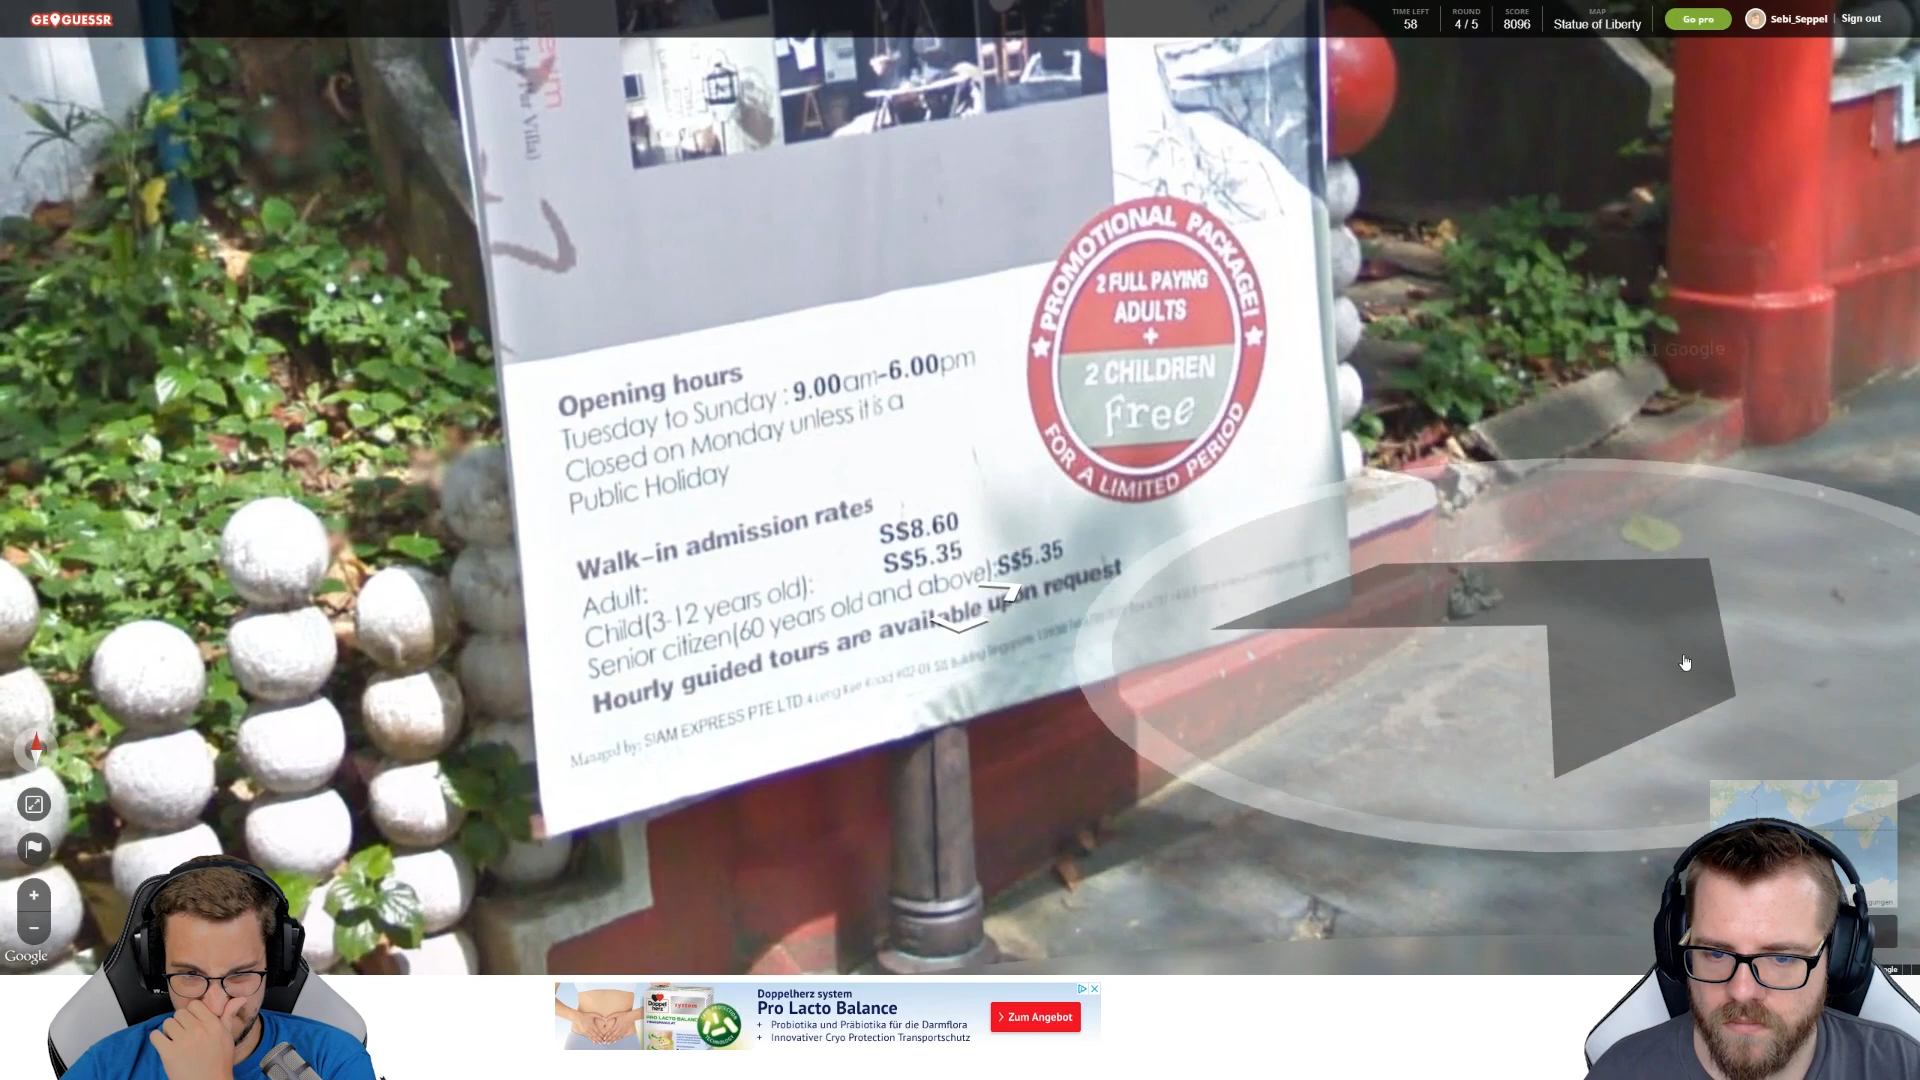 GEOGUESSR
TIME LEFT
58
ROUND
4 / 5
SCORE
8096
MAP
Statue of Liberty
Go pro
Sebi_Seppel
Sign out
Villa)
PROMOTIONAL PACKAGE!
2 FULL PAYING
ADULTS
+
2 CHILDREN
Free
FOR A LIMITED PERIOD
Opening hours
Tuesday to Sunday : 9.00am-6.00pm
Closed on Monday unless it is a
Public Holiday
Walk-in admission rates
Adult: S$8.60
Child(3-12 years old): S$5.35
Senior citizen(60 years old and above):S$5.35
Hourly guided tours are available upon request
Managed by: SIAM EXPRESS PTE LTD
Google
Google
Doppelherz system
Pro Lacto Balance
+ Probiotika und Präbiotika für die Darmflora
+ Innovativer Cryo Protection Transportschutz
> Zum Angebot